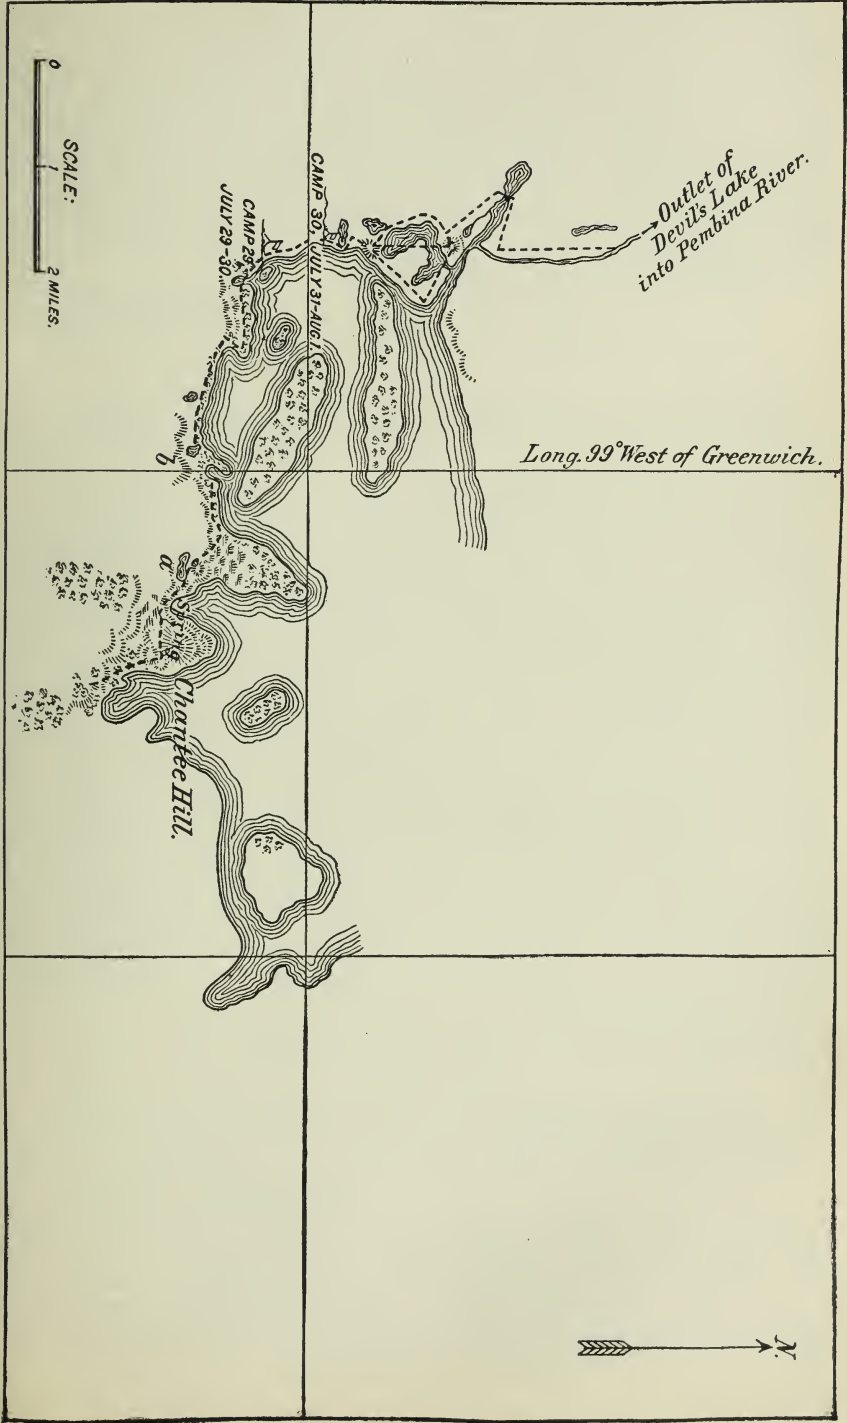 Outlet of
Devil's Lake
into Pembina River.
Long. 99° West of Greenwich.
CAMP 30, JULY 31-AUG. 1.
CAMP 29,
JULY 29-30.
b
a
Spring
Chantee Hill.
SCALE:
0 1 2 MILES.
N.